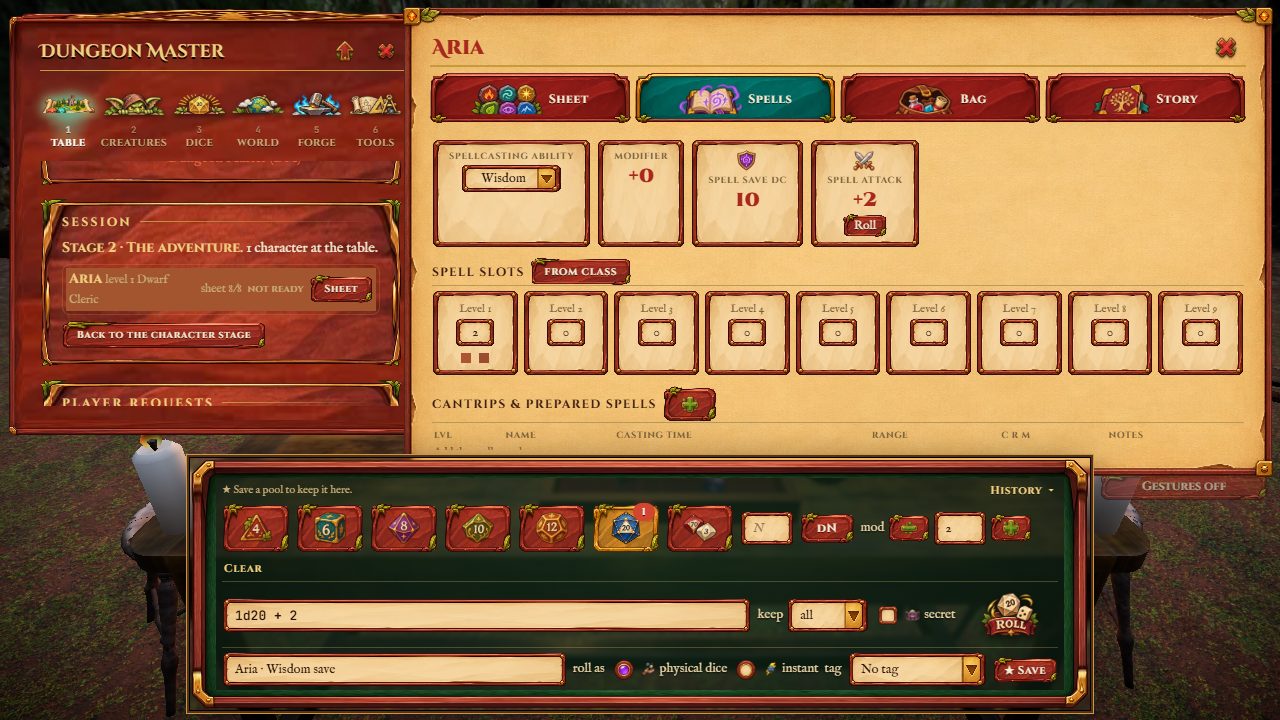 Dungeon Master
1
TABLE
2
CREATURES
3
DICE
4
WORLD
5
FORGE
6
TOOLS
SESSION
STAGE 2 · THE ADVENTURE. 1 character at the table.
ARIA level 1 Dwarf Cleric
sheet 8/8 NOT READY
SHEET
BACK TO THE CHARACTER STAGE
PLAYER REQUESTS
ARIA
SHEET
SPELLS
BAG
STORY
SPELLCASTING ABILITY
Wisdom
MODIFIER
+0
SPELL SAVE DC
10
SPELL ATTACK
+2
Roll
SPELL SLOTS
FROM CLASS
Level 1
2
Level 2
0
Level 3
0
Level 4
0
Level 5
0
Level 6
0
Level 7
0
Level 8
0
Level 9
0
CANTRIPS & PREPARED SPELLS
LVL NAME CASTING TIME RANGE C R M NOTES
GESTURES OFF
★ Save a pool to keep it here.
HISTORY
4
6
8
10
12
20
1
N
DN
mod
2
CLEAR
1d20 + 2
keep
all
secret
20
ROLL
Aria · Wisdom save
roll as
physical dice
instant
tag
No tag
★ SAVE